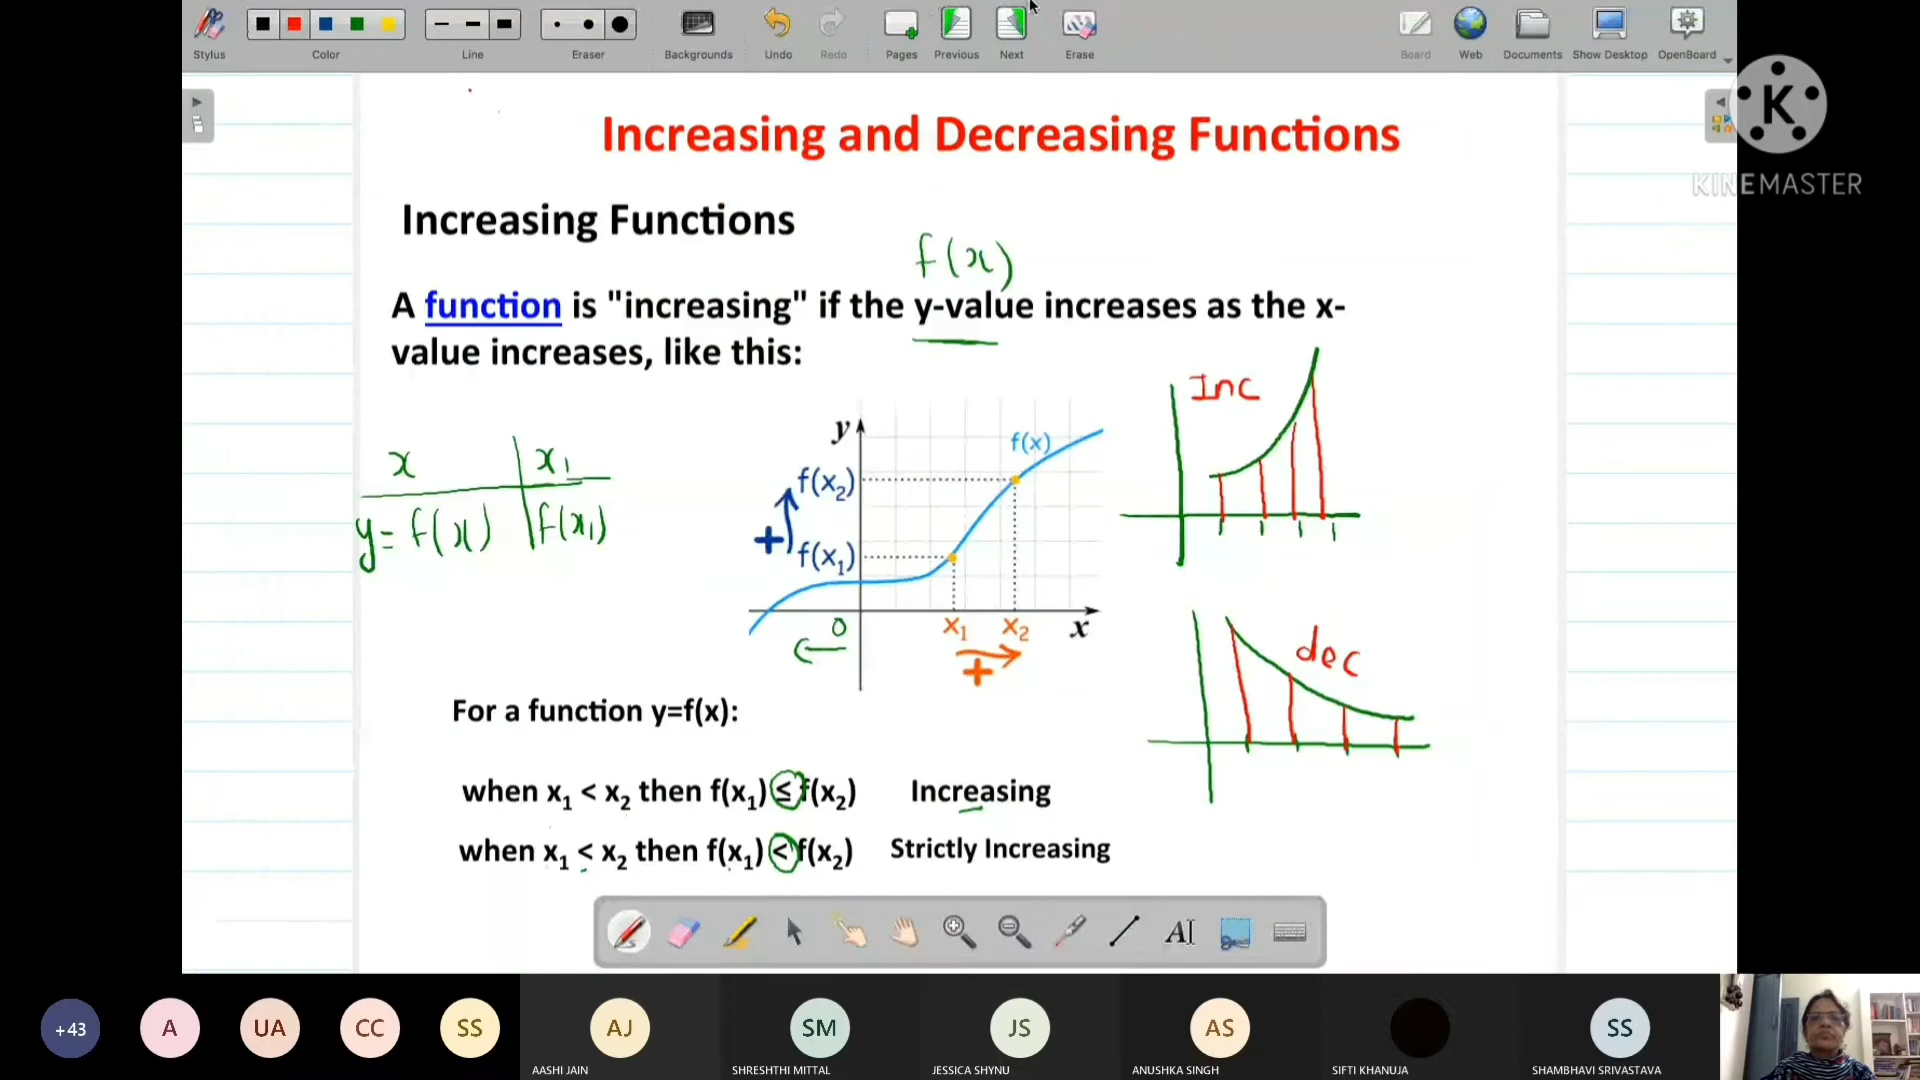 Stylus
Color
Line
Eraser
Backgrounds
Undo
Redo
Pages
Previous
Next
Erase
Board
Web
Documents
Show Desktop
OpenBoard
K
KINEMASTER
Increasing and Decreasing Functions
Increasing Functions
f(x)
A function is "increasing" if the y-value increases as the x-
value increases, like this:
x | x₁
y = f(x) | f(x₁)
y
f(x)
f(x₂)
+
f(x₁)
0
x₁ x₂ x
+
Inc
dec
For a function y=f(x):
when x₁ < x₂ then f(x₁) ≤ f(x₂) Increasing
when x₁ < x₂ then f(x₁) < f(x₂) Strictly Increasing
AI
+43
A
UA
CC
SS
AJ
SM
JS
AS
SS
AASHI JAIN
SHRESHTHI MITTAL
JESSICA SHYNU
ANUSHKA SINGH
SIFTI KHANUJA
SHAMBHAVI SRIVASTAVA